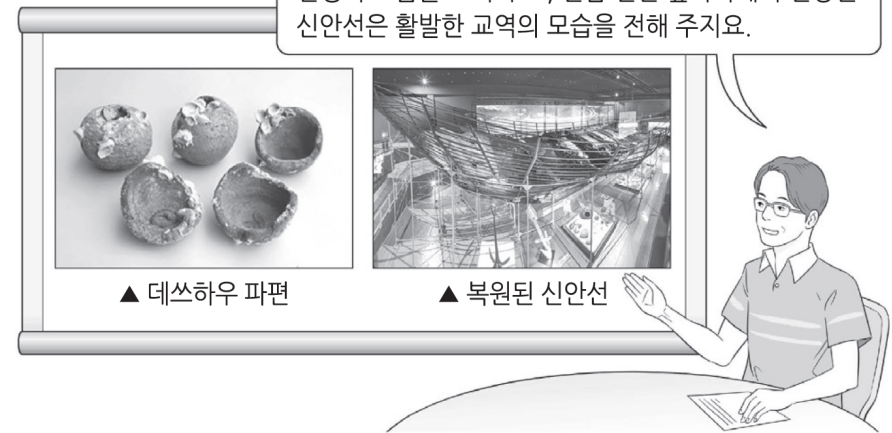 신안선은 활발한 교역의 모습을 전해 주지요.
▲ 데쓰하우 파편
▲ 복원된 신안선